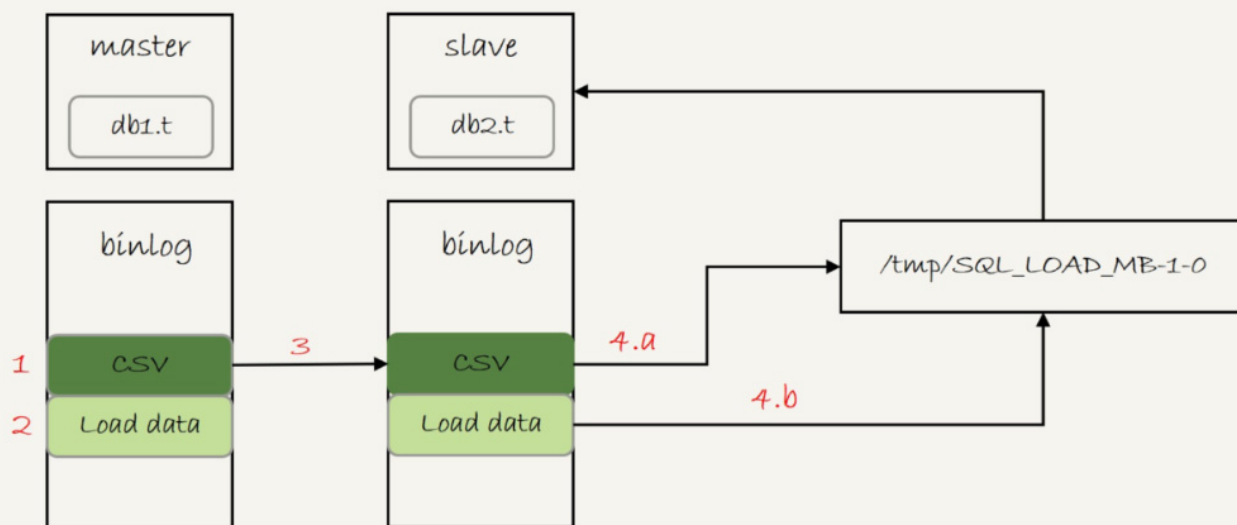 master
slave
db1.t
db2.t
binlog
binlog
/tmp/SQL_LOAD_MB-1-0
1
CSV
3
CSV
4.a
2
Load data
Load data
4.b